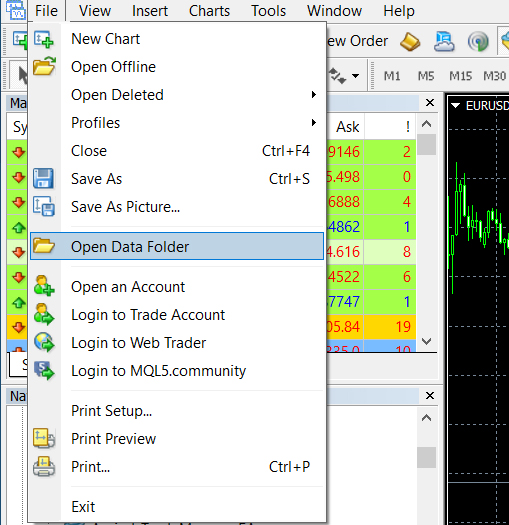 File View Insert Charts Tools Window Help
New Chart
ew Order
Open Offline
Open Deleted
M1 M5 M15 M30
Profiles
Ma
EURUSD
Close Ctrl+F4
Sy Ask !
Save As Ctrl+S
9146 2
5.498 0
Save As Picture...
6888 4
4862 1
Open Data Folder
4.616 8
4522 6
Open an Account
37747 1
Login to Trade Account
05.84 19
Login to Web Trader
335.0 10
Login to MQL5.community
S
Na
Print Setup...
Print Preview
Print... Ctrl+P
Exit